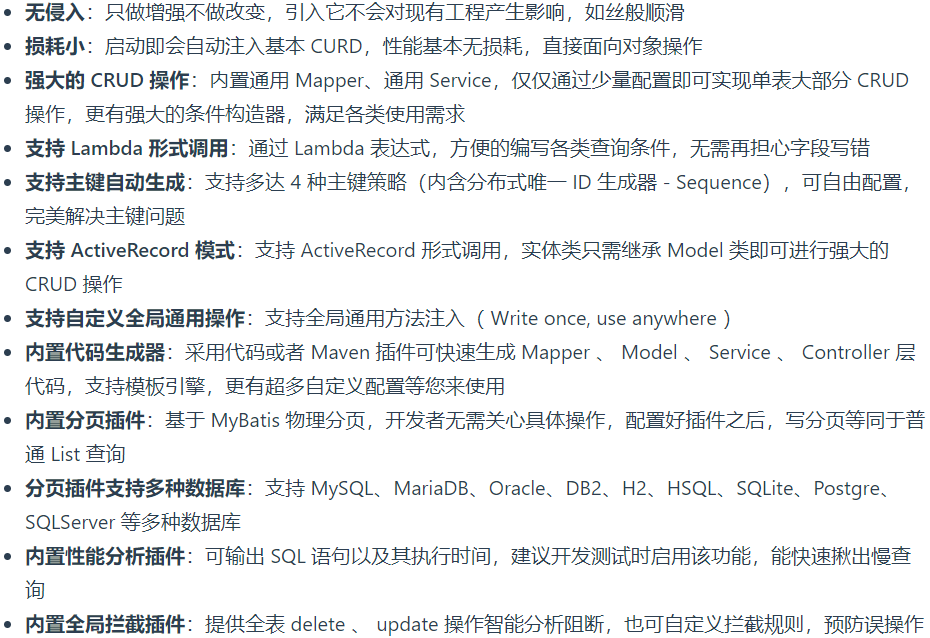 • 无侵入：只做增强不做改变，引入它不会对现有工程产生影响，如丝般顺滑
• 损耗小：启动即会自动注入基本 CURD，性能基本无损耗，直接面向对象操作
• 强大的 CRUD 操作：内置通用 Mapper、通用 Service，仅仅通过少量配置即可实现单表大部分 CRUD
操作，更有强大的条件构造器，满足各类使用需求
• 支持 Lambda 形式调用：通过 Lambda 表达式，方便的编写各类查询条件，无需再担心字段写错
• 支持主键自动生成：支持多达 4 种主键策略（内含分布式唯一 ID 生成器 - Sequence），可自由配置，
完美解决主键问题
• 支持 ActiveRecord 模式：支持 ActiveRecord 形式调用，实体类只需继承 Model 类即可进行强大的
CRUD 操作
• 支持自定义全局通用操作：支持全局通用方法注入（ Write once, use anywhere ）
• 内置代码生成器：采用代码或者 Maven 插件可快速生成 Mapper 、 Model 、 Service 、 Controller 层
代码，支持模板引擎，更有超多自定义配置等您来使用
• 内置分页插件：基于 MyBatis 物理分页，开发者无需关心具体操作，配置好插件之后，写分页等同于普
通 List 查询
• 分页插件支持多种数据库：支持 MySQL、MariaDB、Oracle、DB2、H2、HSQL、SQLite、Postgre、
SQLServer 等多种数据库
• 内置性能分析插件：可输出 SQL 语句以及其执行时间，建议开发测试时启用该功能，能快速揪出慢查
询
• 内置全局拦截插件：提供全表 delete 、 update 操作智能分析阻断，也可自定义拦截规则，预防误操作